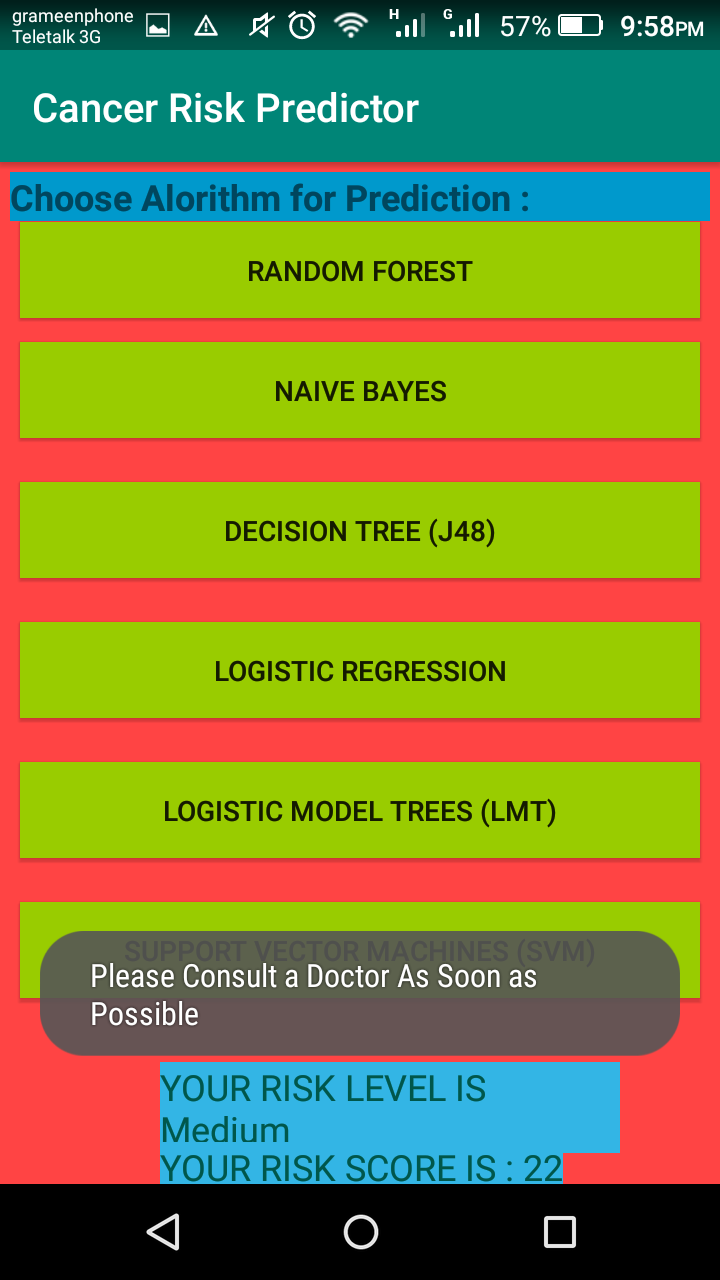 grameenphone
Teletalk 3G
H
G
57%
9:58PM
Cancer Risk Predictor
Choose Alorithm for Prediction :
RANDOM FOREST
NAIVE BAYES
DECISION TREE (J48)
LOGISTIC REGRESSION
LOGISTIC MODEL TREES (LMT)
SUPPORT VECTOR MACHINES (SVM)
Please Consult a Doctor As Soon as
Possible
YOUR RISK LEVEL IS
Medium
YOUR RISK SCORE IS : 22